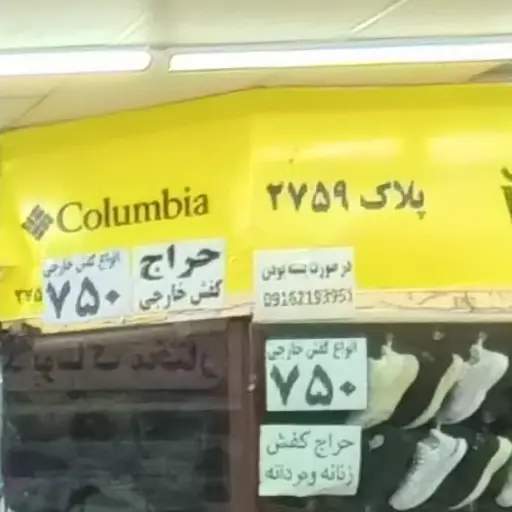 Columbia
پلاک ۲۷۵۹
حراج
کفش خارجی
انواع کفش خارجی
۷۵۰
در صورت بسته بودن
09162193951
انواع کفش خارجی
۷۵۰
حراج کفش
زنانه و مردانه